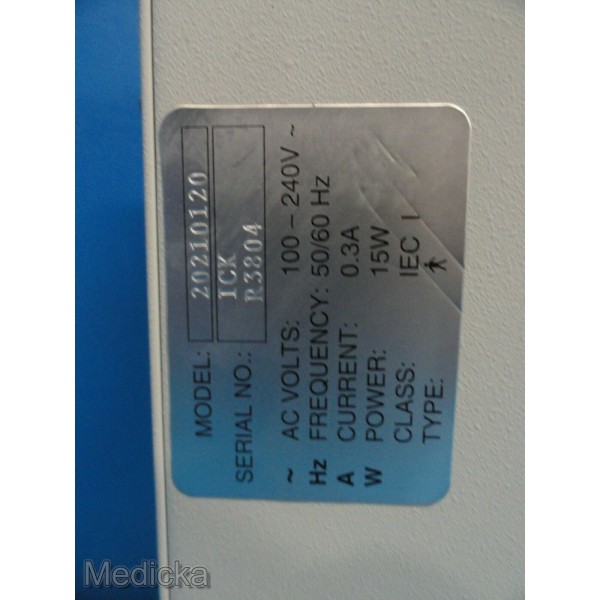 MODEL: 20210120
SERIAL NO.: ICK
R3804
~ AC VOLTS: 100 – 240V ~
Hz FREQUENCY: 50/60 Hz
A CURRENT: 0.3A
W POWER: 15W
CLASS: IEC I
TYPE:
Medicka